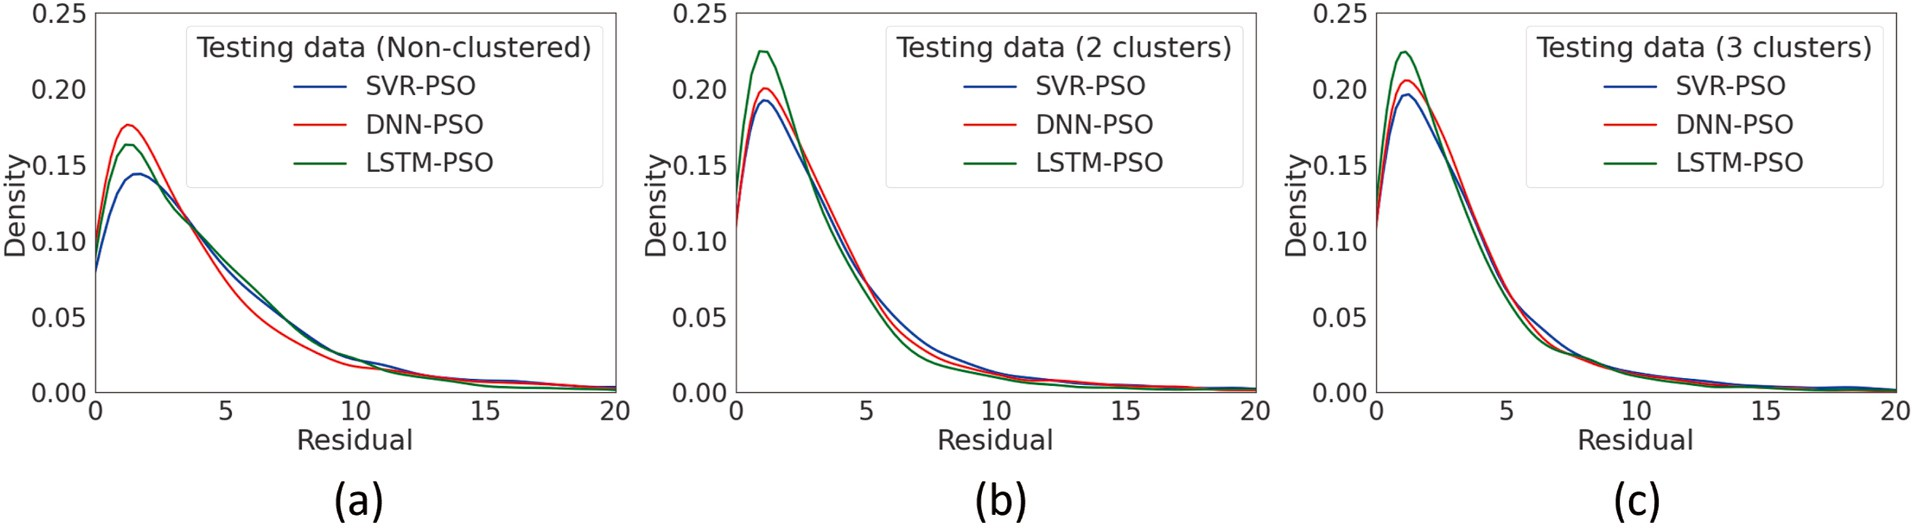 Density
0.25
0.20
0.15
0.10
0.05
0.00
Testing data (Non-clustered)
SVR-PSO
DNN-PSO
LSTM-PSO
0 5 10 15 20
Residual
(a)
Density
0.25
0.20
0.15
0.10
0.05
0.00
Testing data (2 clusters)
SVR-PSO
DNN-PSO
LSTM-PSO
0 5 10 15 20
Residual
(b)
Density
0.25
0.20
0.15
0.10
0.05
0.00
Testing data (3 clusters)
SVR-PSO
DNN-PSO
LSTM-PSO
0 5 10 15 20
Residual
(c)